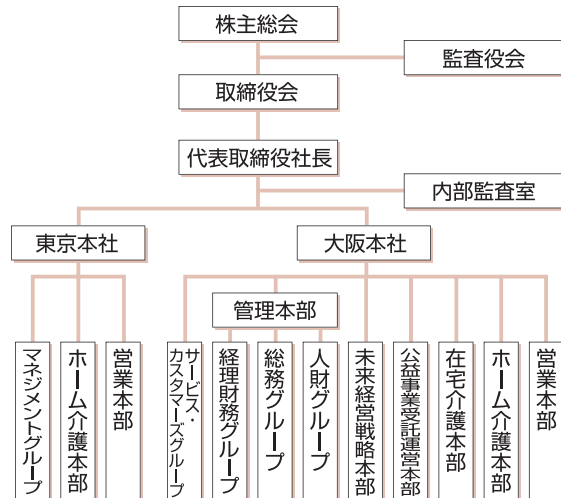 株主総会
監査役会
取締役会
代表取締役社長
内部監査室
東京本社
大阪本社
管理本部
マネジメントグループ
ホーム介護本部
営業本部
サービス・
カスタマーズグループ
経理財務グループ
総務グループ
人財グループ
未来経営戦略本部
公益事業受託運営本部
在宅介護本部
ホーム介護本部
営業本部